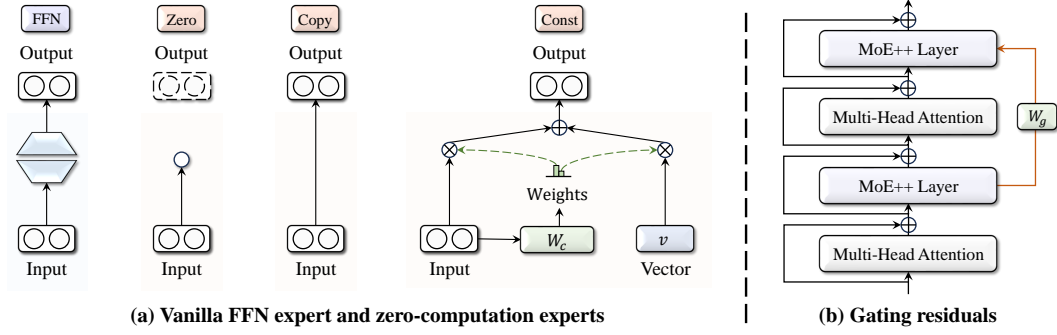 FFN
Zero
Copy
Const
Output
Output
Output
Output
Weights
W_c
v
Input
Input
Input
Input
Vector
(a) Vanilla FFN expert and zero-computation experts
MoE++ Layer
Multi-Head Attention
W_g
MoE++ Layer
Multi-Head Attention
(b) Gating residuals